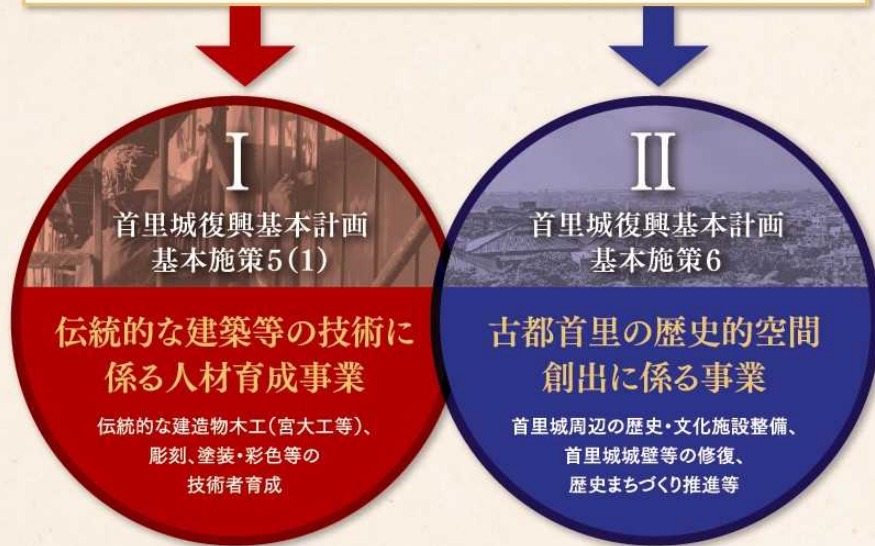 I
首里城復興基本計画
基本施策5(1)
伝統的な建築等の技術に
係る人材育成事業
伝統的な建造物木工(宮大工等)、
彫刻、塗装・彩色等の
技術者育成
II
首里城復興基本計画
基本施策6
古都首里の歴史的空間
創出に係る事業
首里城周辺の歴史・文化施設整備、
首里城城壁等の修復、
歴史まちづくり推進等